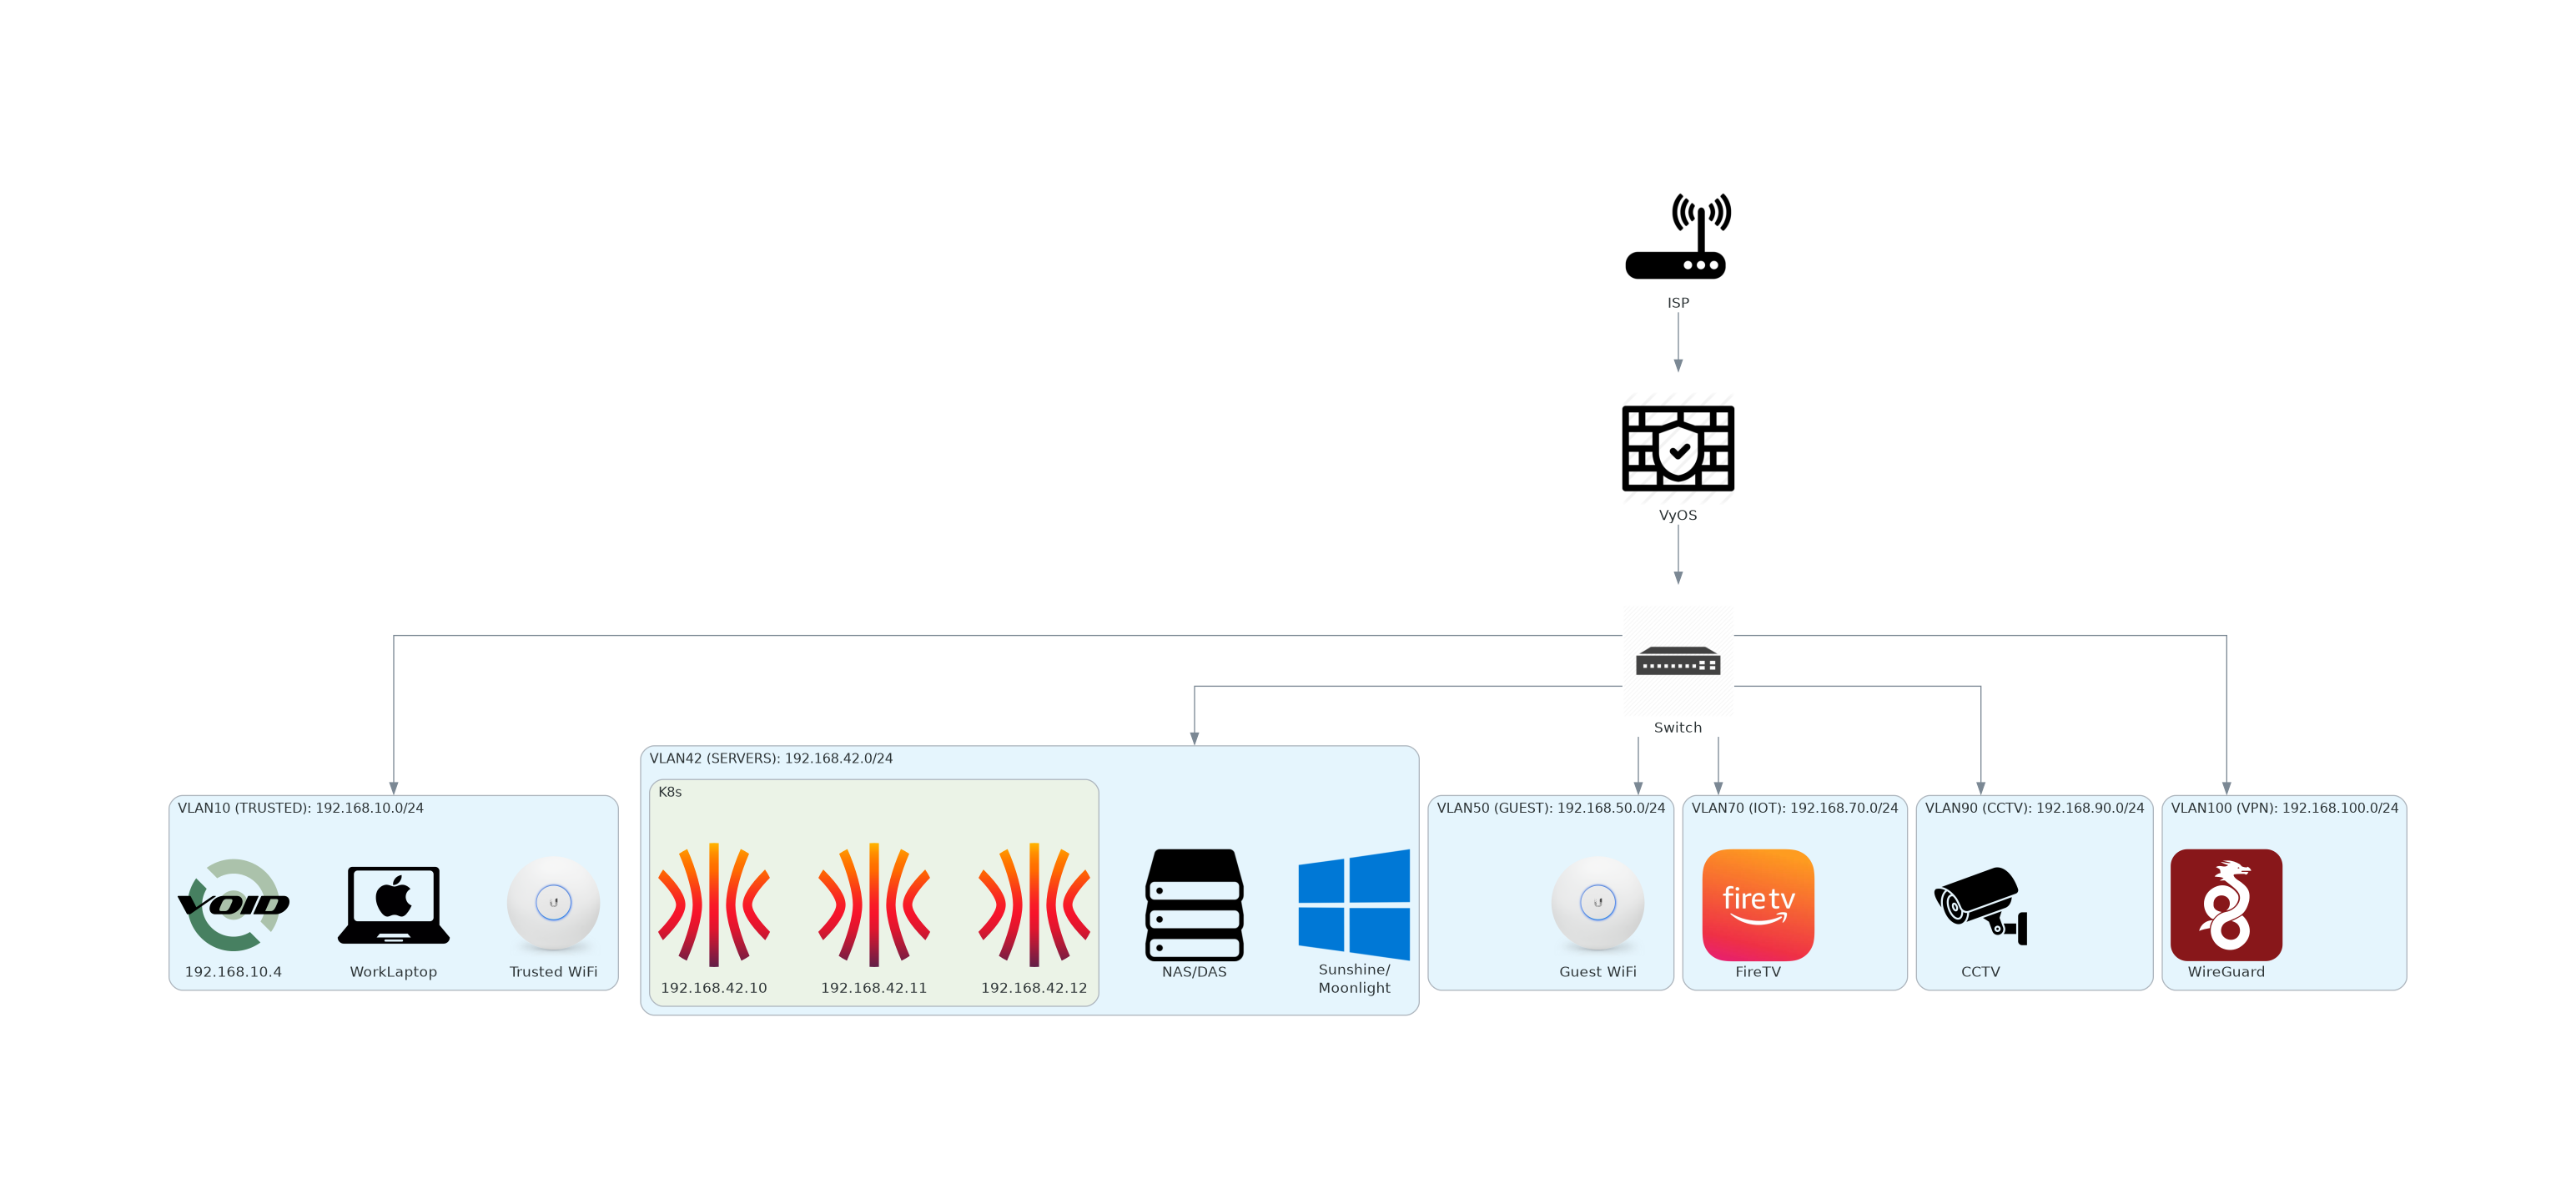 ISP
VyOS
Switch
VLAN10 (TRUSTED): 192.168.10.0/24
VOID
192.168.10.4
WorkLaptop
Trusted WiFi
VLAN42 (SERVERS): 192.168.42.0/24
K8s
192.168.42.10
192.168.42.11
192.168.42.12
NAS/DAS
Sunshine/
Moonlight
VLAN50 (GUEST): 192.168.50.0/24
Guest WiFi
VLAN70 (IOT): 192.168.70.0/24
fire tv
FireTV
VLAN90 (CCTV): 192.168.90.0/24
CCTV
VLAN100 (VPN): 192.168.100.0/24
WireGuard